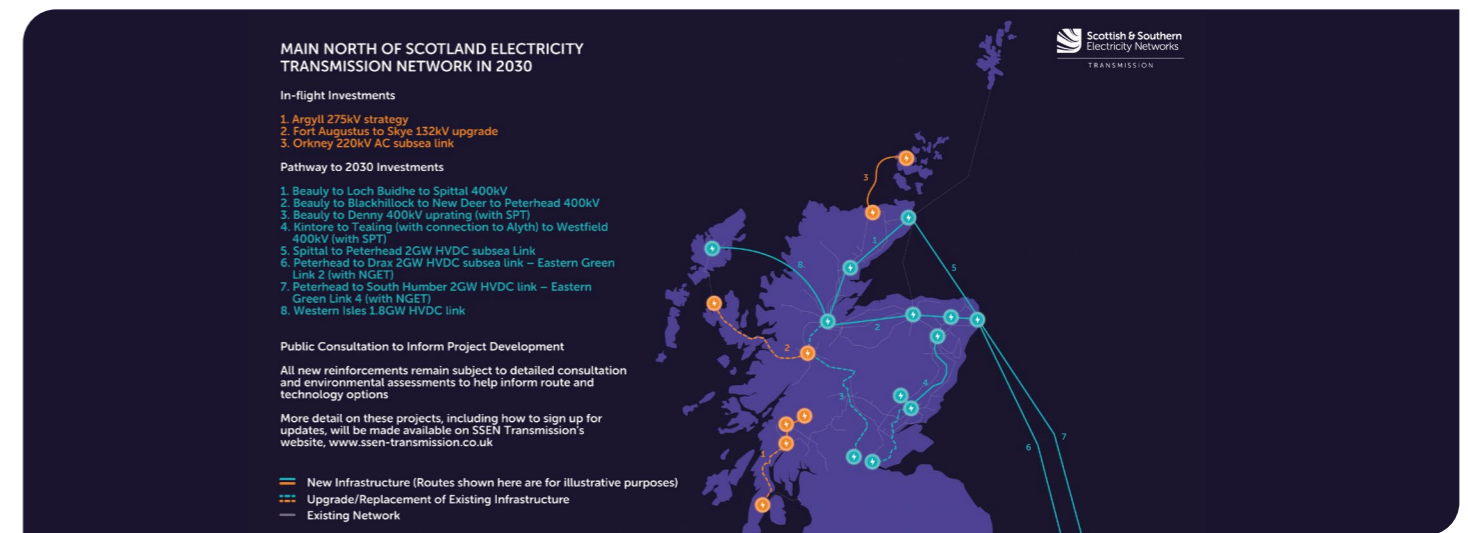 MAIN NORTH OF SCOTLAND ELECTRICITY
TRANSMISSION NETWORK IN 2030
In-flight Investments
1. Argyll 275kV strategy
2. Fort Augustus to Skye 132kV upgrade
3. Orkney 220kV AC subsea link
Pathway to 2030 Investments
1. Beauly to Loch Buidhe to Spittal 400kV
2. Beauly to Blackhillock to New Deer to Peterhead 400kV
3. Beauly to Denny 400kV uprating (with SPT)
4. Kintore to Tealing (with connection to Alyth) to Westfield
400kV (with SPT)
5. Spittal to Peterhead 2GW HVDC subsea Link
6. Peterhead to Drax 2GW HVDC subsea link – Eastern Green
Link 2 (with NGET)
7. Peterhead to South Humber 2GW HVDC link – Eastern
Green Link 4 (with NGET)
8. Western Isles 1.8GW HVDC link
Public Consultation to Inform Project Development
All new reinforcements remain subject to detailed consultation
and environmental assessments to help inform route and
technology options
More detail on these projects, including how to sign up for
updates, will be made available on SSEN Transmission's
website, www.ssen-transmission.co.uk
New Infrastructure (Routes shown here are for illustrative purposes)
Upgrade/Replacement of Existing Infrastructure
Existing Network
Scottish & Southern
Electricity Networks
TRANSMISSION
3
1
8.
5
2
2
4
3
1
6
7